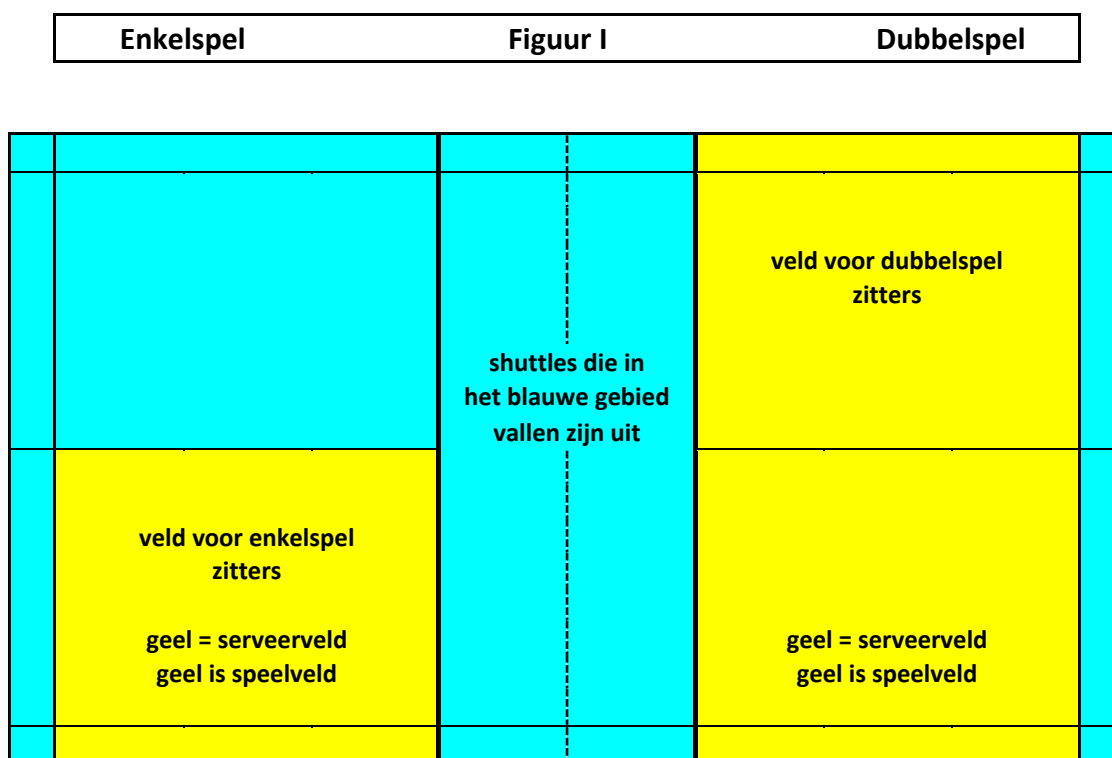 Enkelspel Figuur I Dubbelspel
veld voor dubbelspel
zitters
shuttles die in
het blauwe gebied
vallen zijn uit
veld voor enkelspel
zitters
geel = serveerveld
geel is speelveld
geel = serveerveld
geel is speelveld